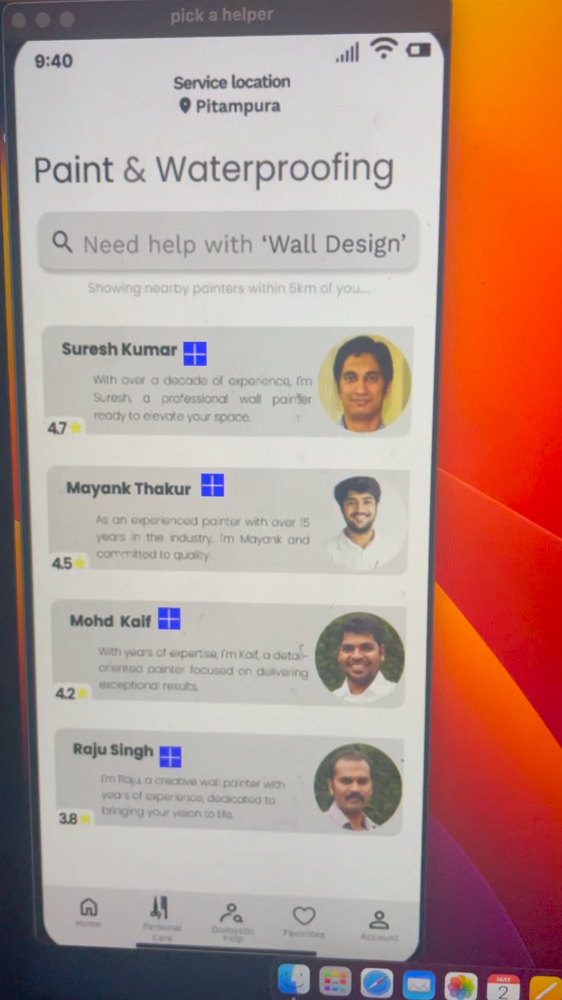 pick a helper
9:40
Service location
Pitampura
Paint & Waterproofing
Need help with ‘Wall Design’
Showing nearby painters within 5km of you....
Suresh Kumar
With over a decade of experience, I'm
Suresh, a professional wall painter
ready to elevate your space.
4.7
Mayank Thakur
As an experienced painter with over 15
years in the industry, I'm Mayank and
committed to quality
4.5
Mohd Kaif
With years of expertise, I'm Kaif, a detail-
oriented painter focused on delivering
exceptional results.
4.2
Raju Singh
I'm Raju, a creative wall painter with
years of experience, dedicated to
bringing your vision to life.
3.8
Home
Personal
Care
Domestic
Help
Favorites
Account
MAY
2